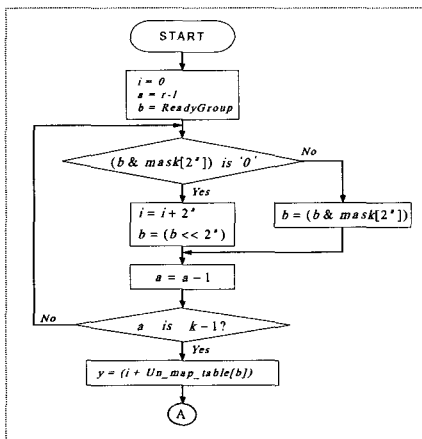 START
i = 0
a = r-1
b = ReadyGroup
(b & mask[2ᵃ]) is '0'
No
Yes
i = i + 2ᵃ
b = (b << 2ᵃ)
b = (b & mask[2ᵃ])
a = a - 1
No
a is k-1?
Yes
y = (i + Un_map_table[b])
A